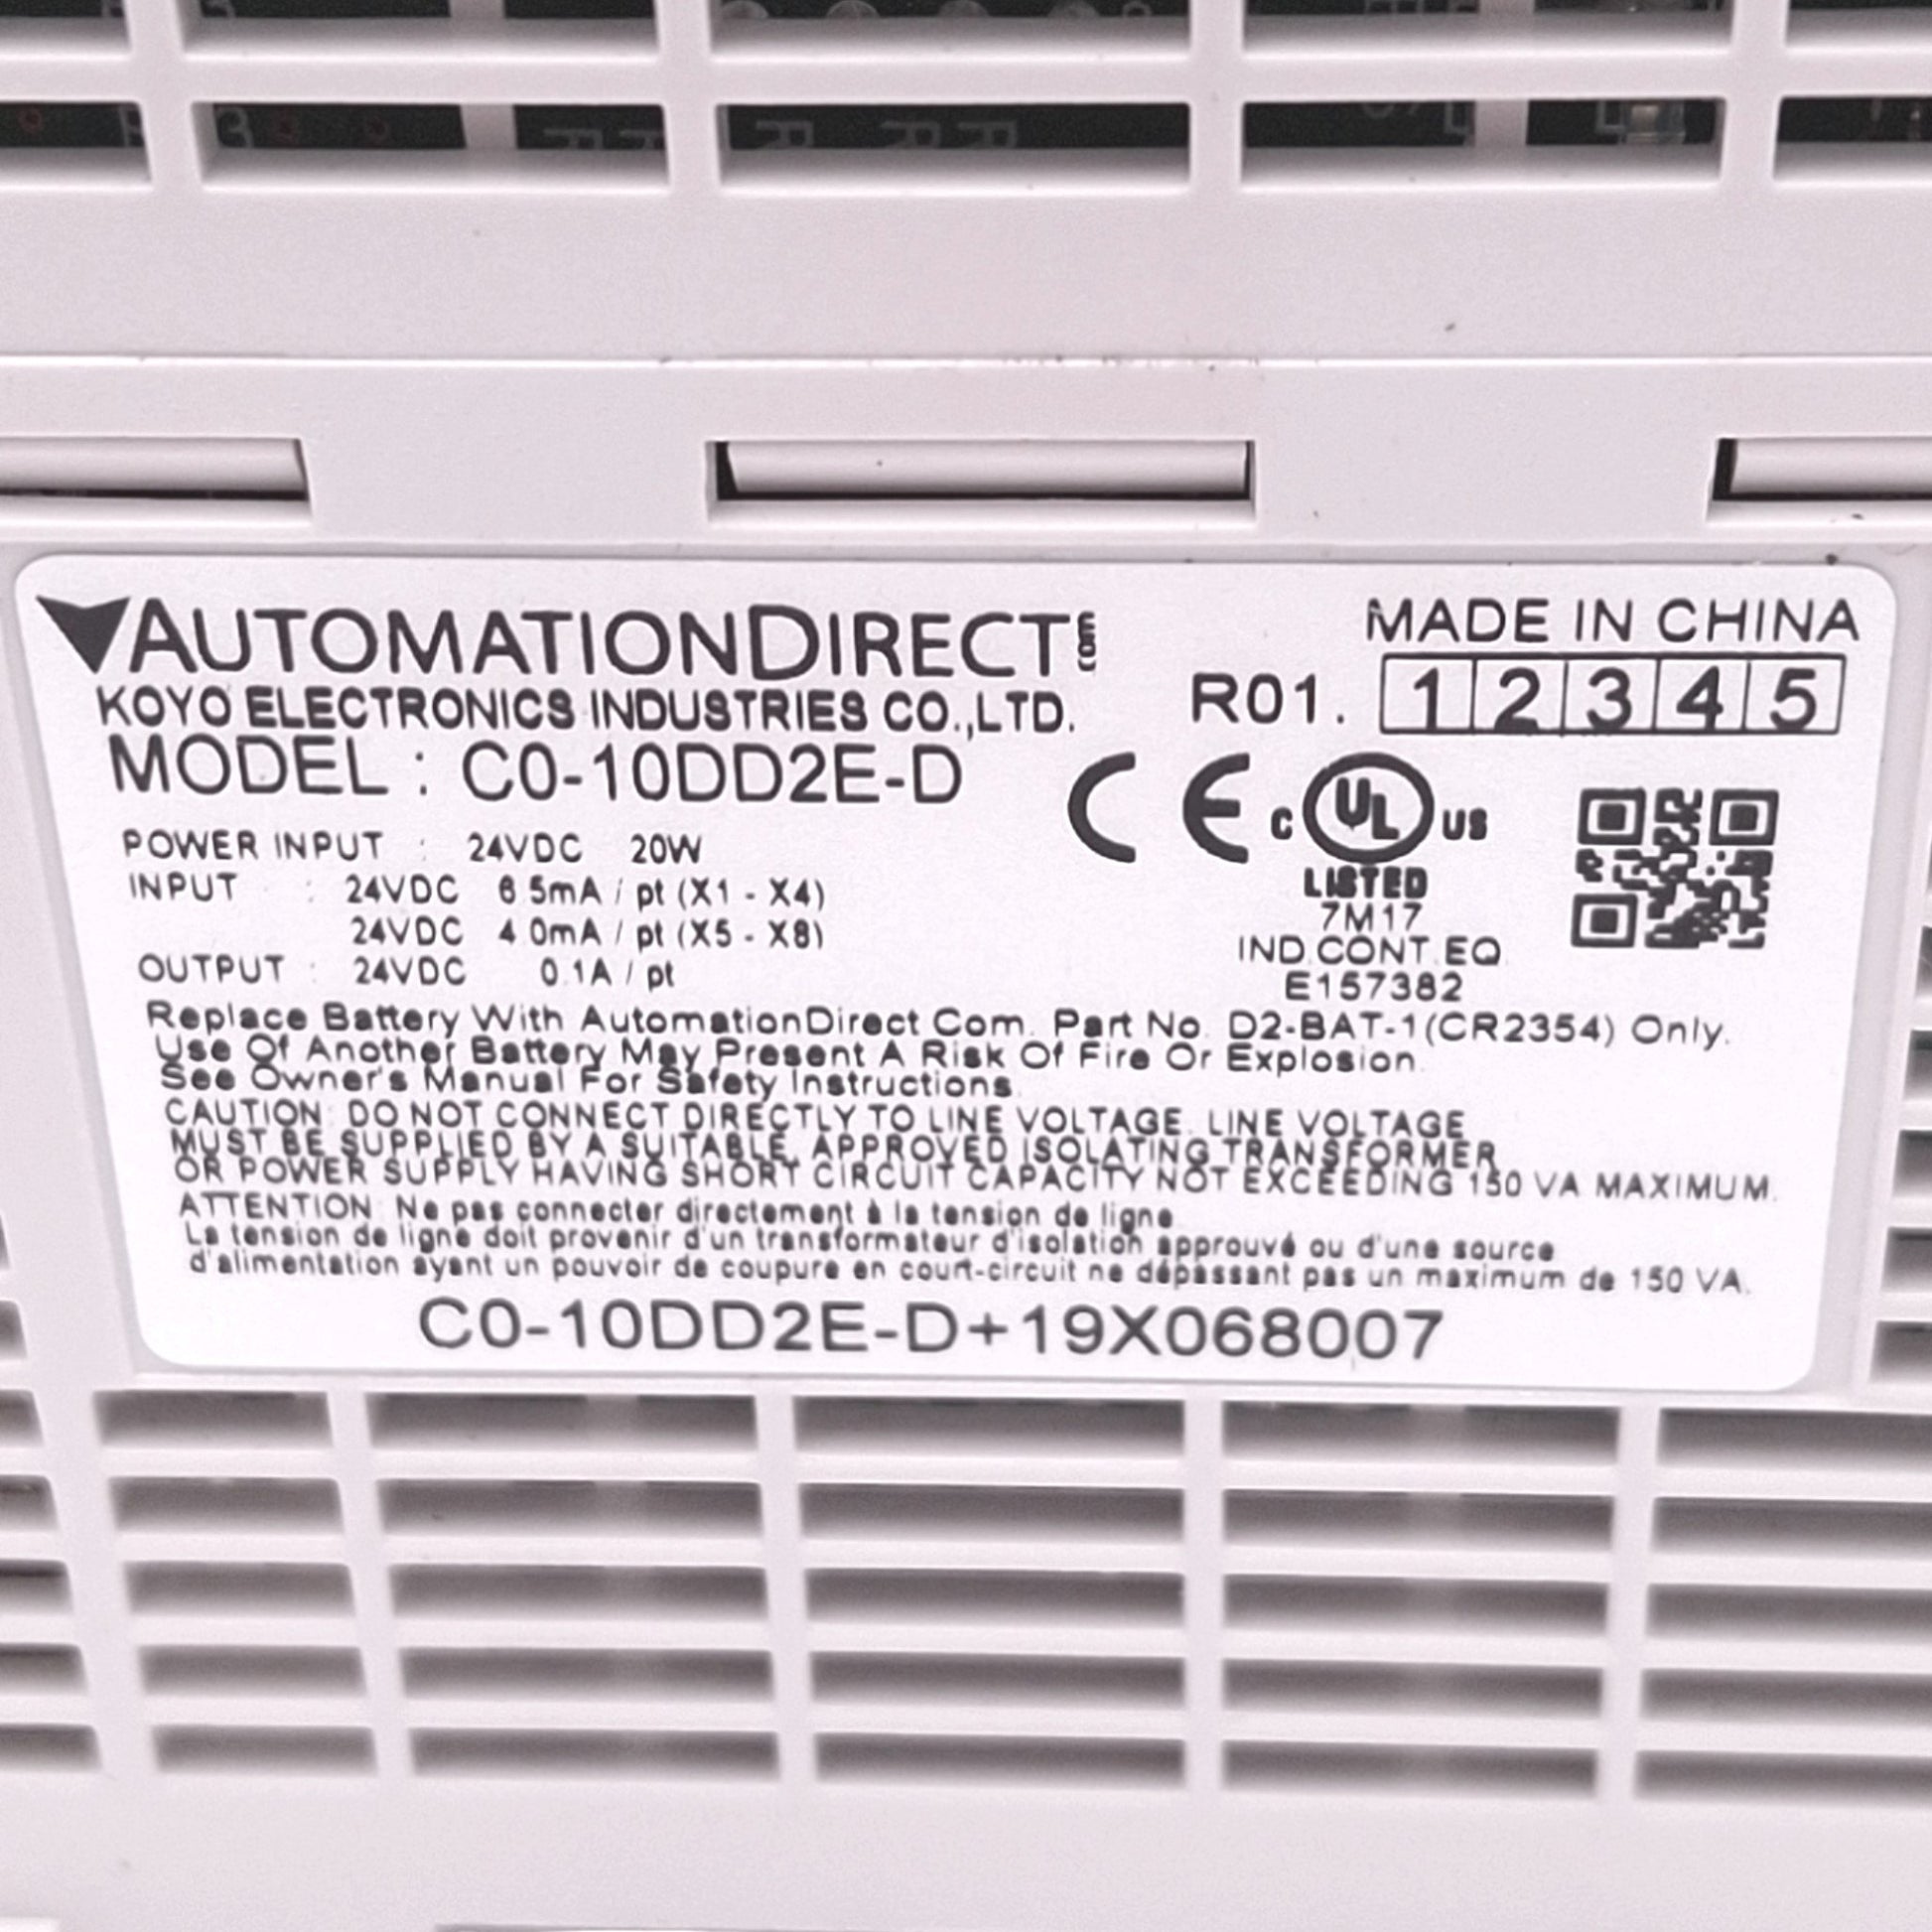 AUTOMATIONDIRECT.com
KOYO ELECTRONICS INDUSTRIES CO.,LTD.
MODEL : C0-10DD2E-D
MADE IN CHINA
R01. 1 2 3 4 5
CE
C UL US
LISTED
7M17
IND.CONT.EQ.
E157382
POWER INPUT : 24VDC 20W
INPUT : 24VDC 6.5mA / pt (X1 - X4)
24VDC 4.0mA / pt (X5 - X8)
OUTPUT : 24VDC 0.1A / pt
Replace Battery With AutomationDirect Com. Part No. D2-BAT-1(CR2354) Only.
Use Of Another Battery May Present A Risk Of Fire Or Explosion.
See Owner's Manual For Safety Instructions.
CAUTION: DO NOT CONNECT DIRECTLY TO LINE VOLTAGE. LINE VOLTAGE
MUST BE SUPPLIED BY A SUITABLE, APPROVED ISOLATING TRANSFORMER
OR POWER SUPPLY HAVING SHORT CIRCUIT CAPACITY NOT EXCEEDING 150 VA MAXIMUM.
ATTENTION: Ne pas connecter directement à la tension de ligne.
La tension de ligne doit provenir d'un transformateur d'isolation approuvé ou d'une source
d'alimentation ayant un pouvoir de coupure en court-circuit ne dépassant pas un maximum de 150 VA.
C0-10DD2E-D+19X068007